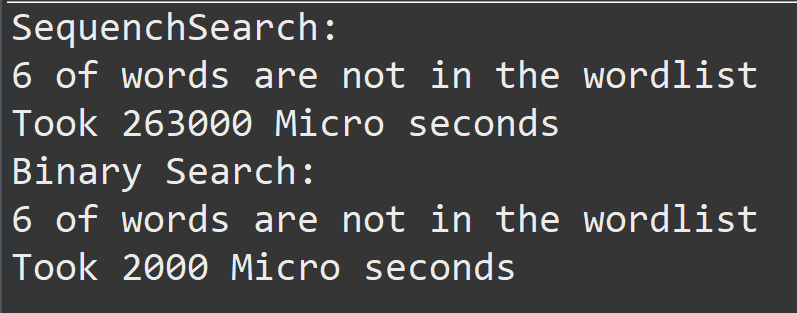 SequenchSearch:
6 of words are not in the wordlist
Took 263000 Micro seconds
Binary Search:
6 of words are not in the wordlist
Took 2000 Micro seconds